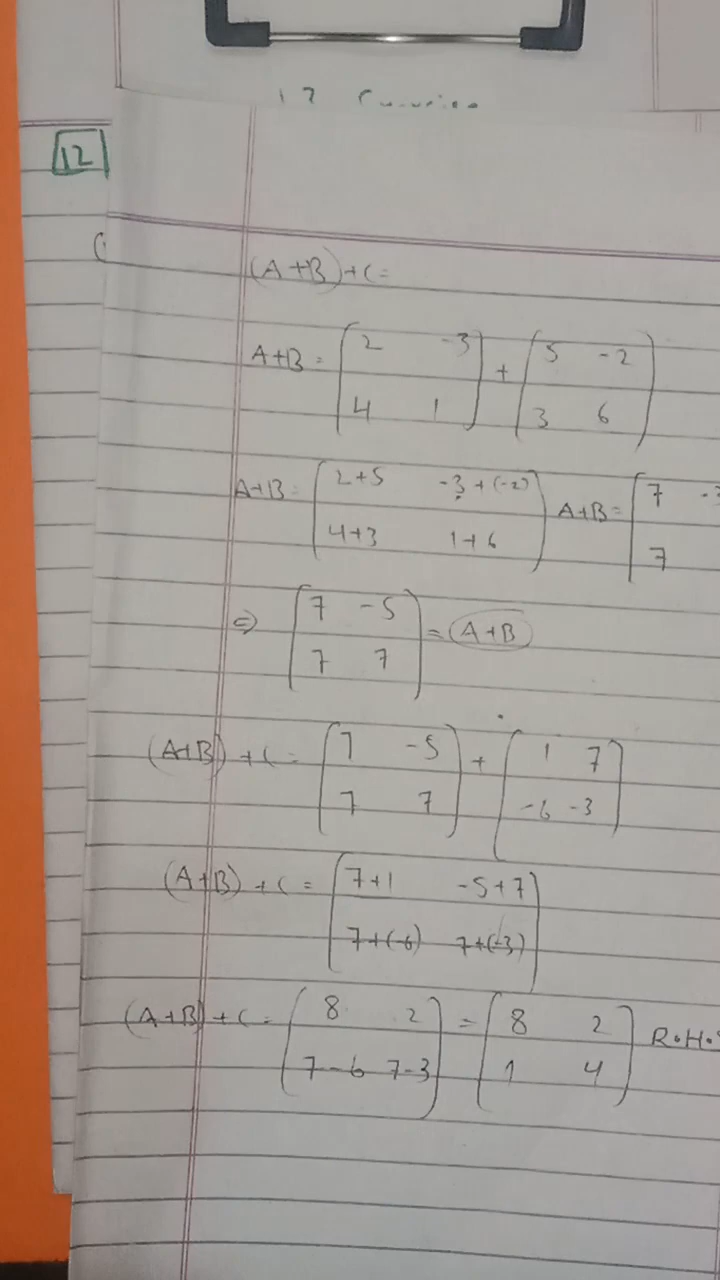 12
(
(A+B)+C=
A+B = [2 -3 + [5 -2
4 1] 3 6]
A+B = [2+5 -3+(-2) A+B = [7
4+3 1+6] 7
⇒ [7 -5 = (A+B)
7 7]
(A+B) + C = [7 -5 + [1 7
7 7] -6 -3]
(A+B) + C = [7+1 -5+7
7+(-6) 7+(-3)]
(A+B) + C = [8 2 = [8 2 R.H.S
7-6 7-3] 1 4]